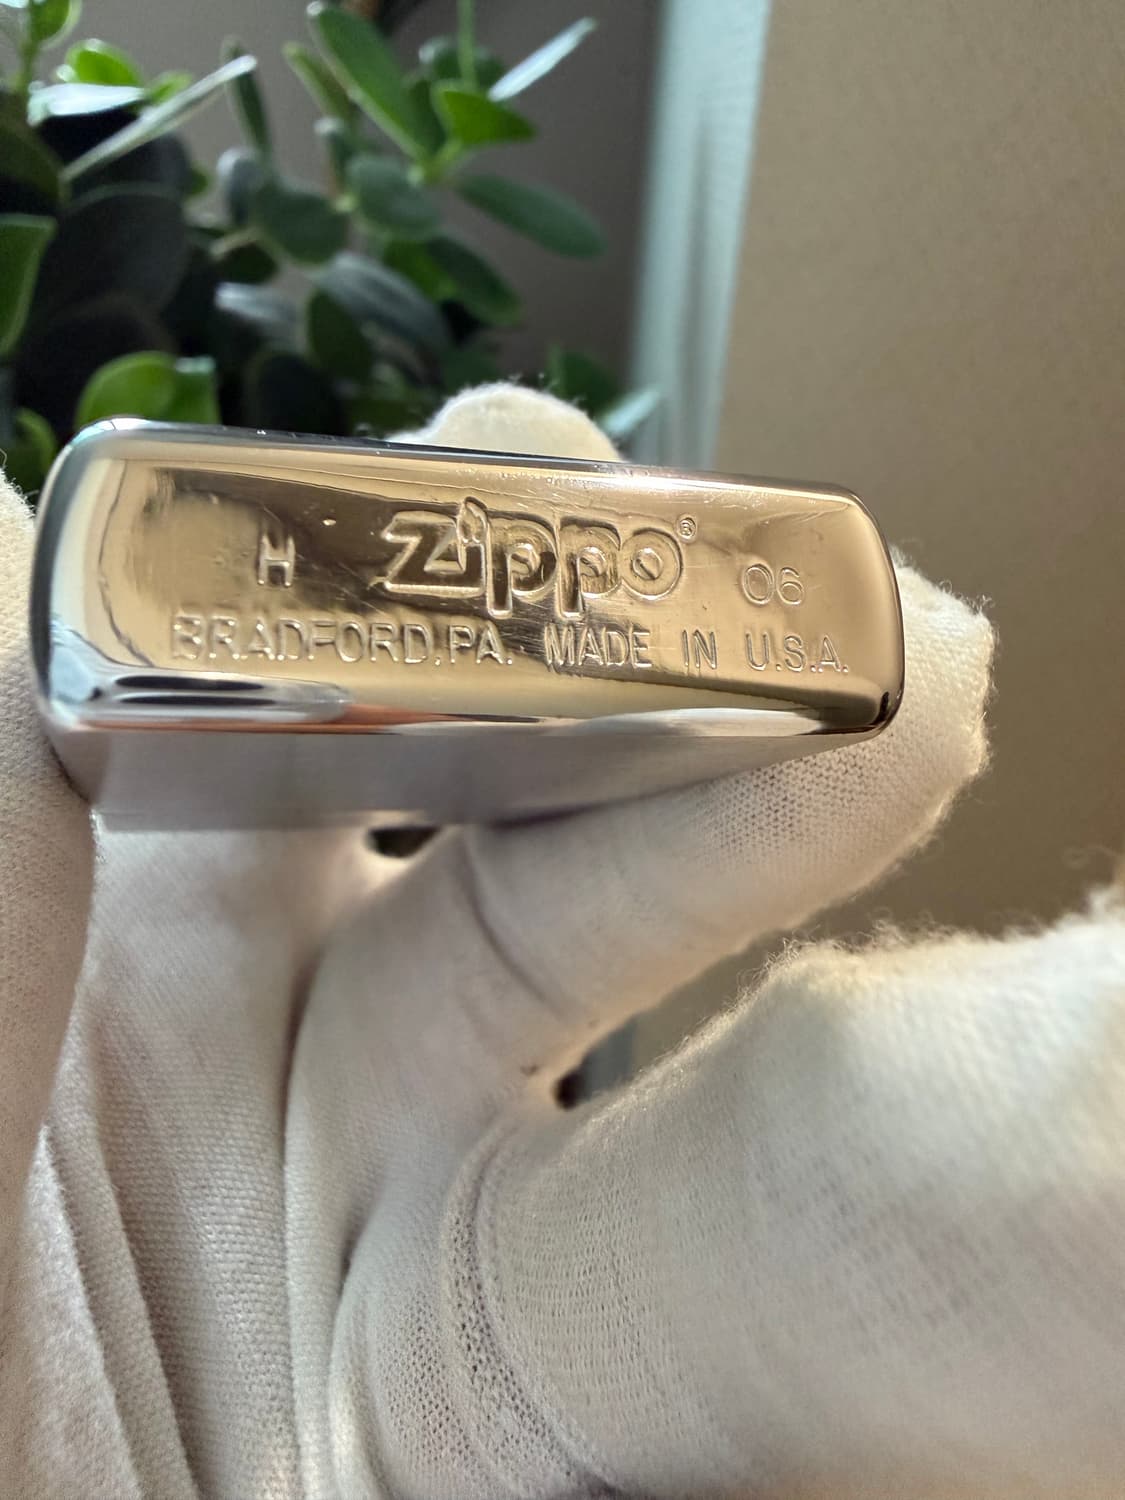 H zippo® 06
BRADFORD, PA. MADE IN U.S.A.